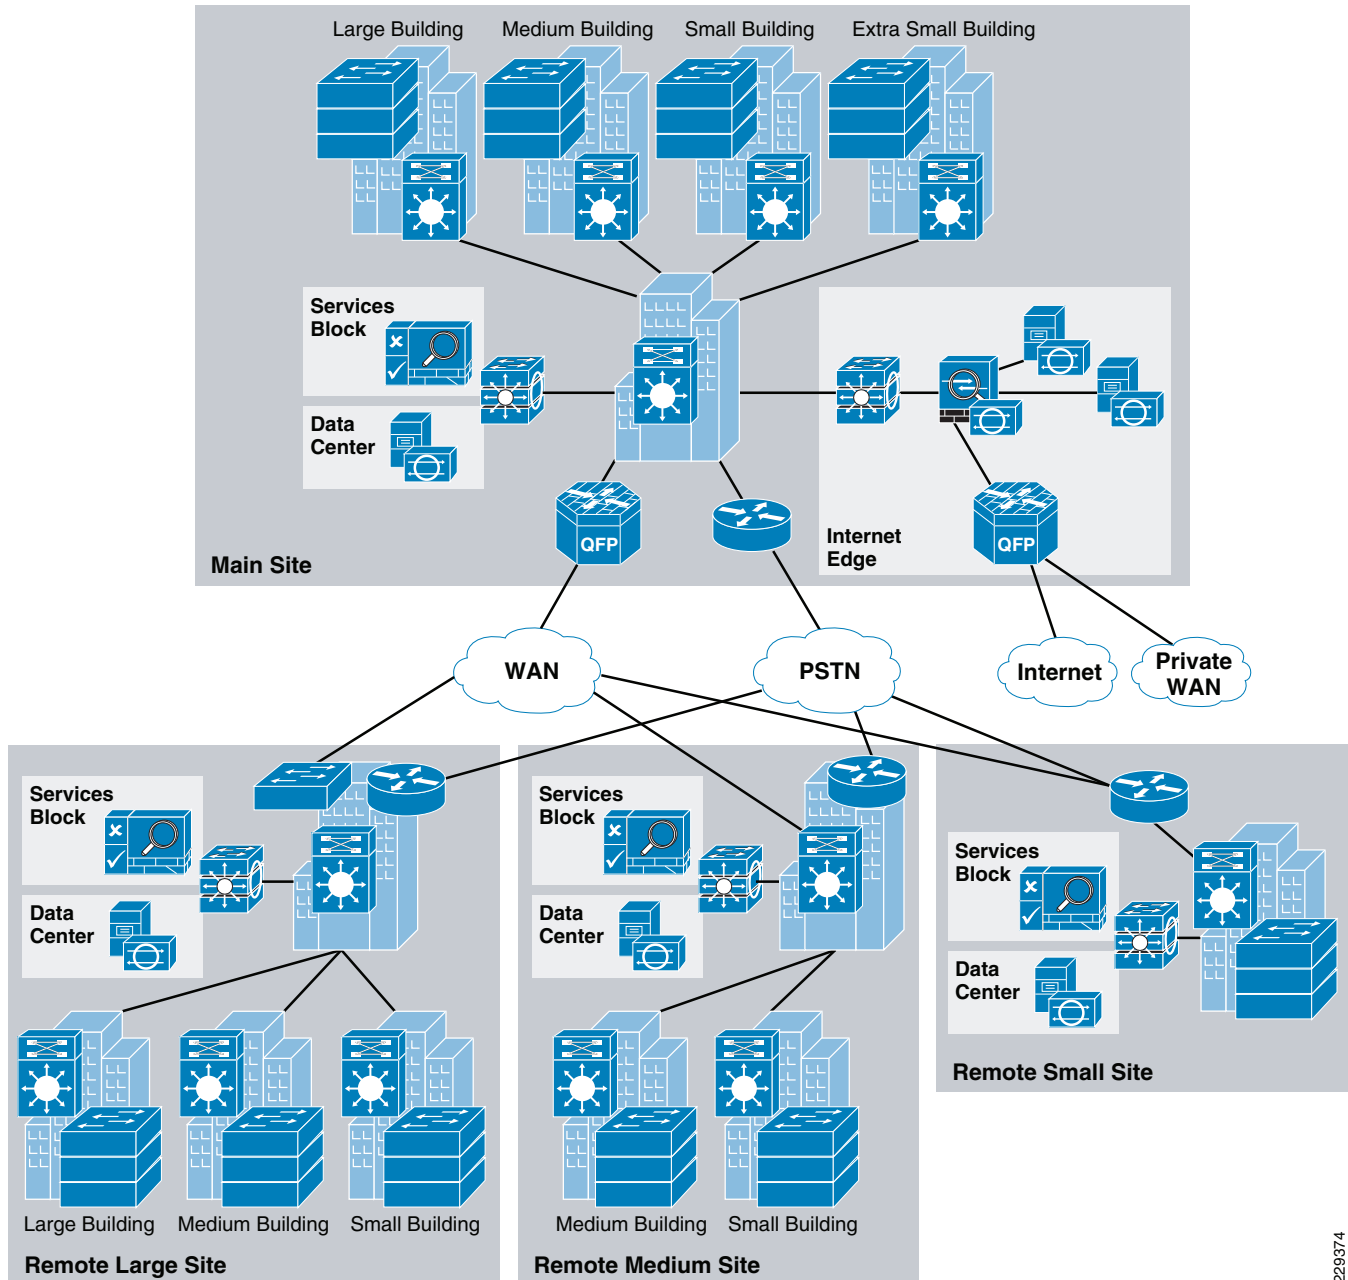 Large Building
Medium Building
Small Building
Extra Small Building
Services
Block
Data
Center
QFP
Internet
Edge
QFP
Main Site
WAN
PSTN
Internet
Private
WAN
Services
Block
Data
Center
Large Building
Medium Building
Small Building
Remote Large Site
Services
Block
Data
Center
Medium Building
Small Building
Remote Medium Site
Services
Block
Data
Center
Remote Small Site
229374